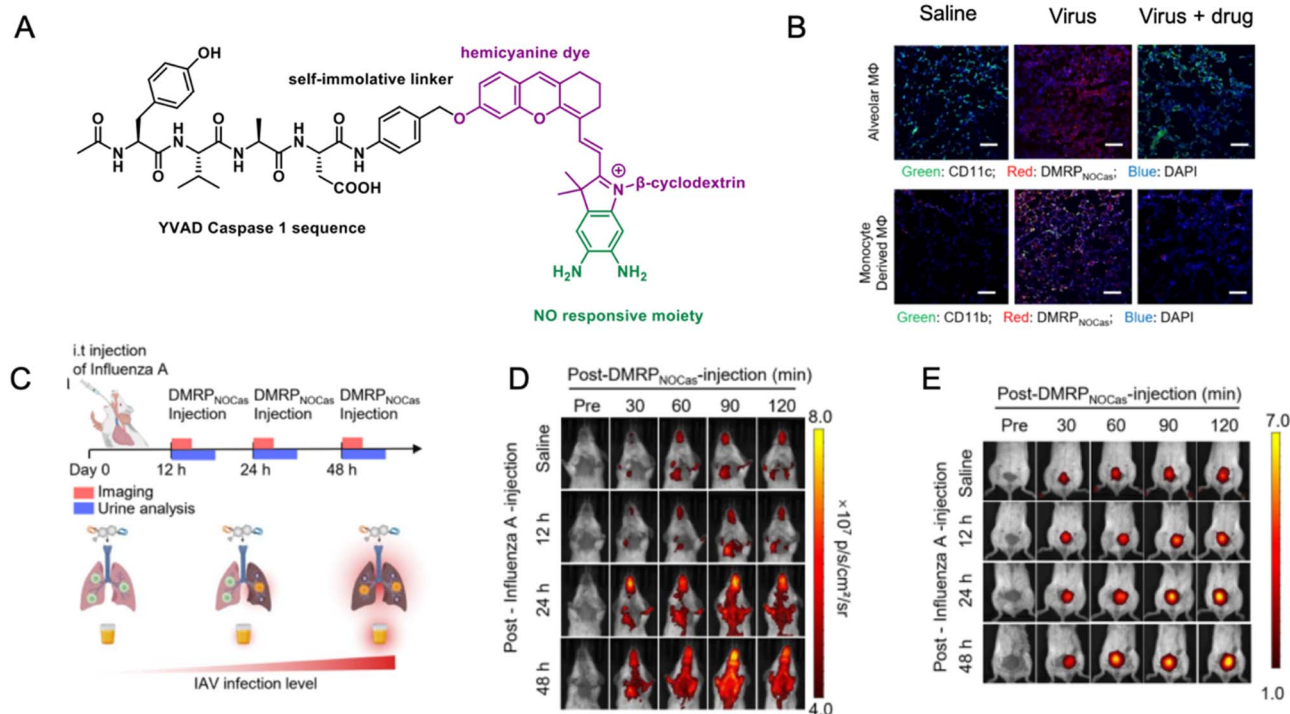 A
OH
hemicyanine dye
self-immolative linker
O
O
H
N
O
H
N
O
N
H
O
N
H
O
N
H
O
O
COOH
YVAD Caspase 1 sequence
N
β-cyclodextrin
H₂N
NH₂
NO responsive moiety
B
Saline
Virus
Virus + drug
Alveolar MΦ
Green: CD11c; Red: DMRPNOCas; Blue: DAPI
Monocyte
Derived MΦ
Green: CD11b; Red: DMRPNOCas; Blue: DAPI
C
i.t injection
of Influenza A
DMRPNOCas
Injection
DMRPNOCas
Injection
DMRPNOCas
Injection
Day 0
12 h
24 h
48 h
Imaging
Urine analysis
IAV infection level
D
Post-DMRPNOCas-injection (min)
Pre
30
60
90
120
Post - Influenza A -injection
Saline
12 h
24 h
48 h
8.0
×10⁷ p/s/cm²/sr
4.0
E
Post-DMRPNOCas-injection (min)
Pre
30
60
90
120
Post - Influenza A -injection
Saline
12 h
24 h
48 h
7.0
1.0